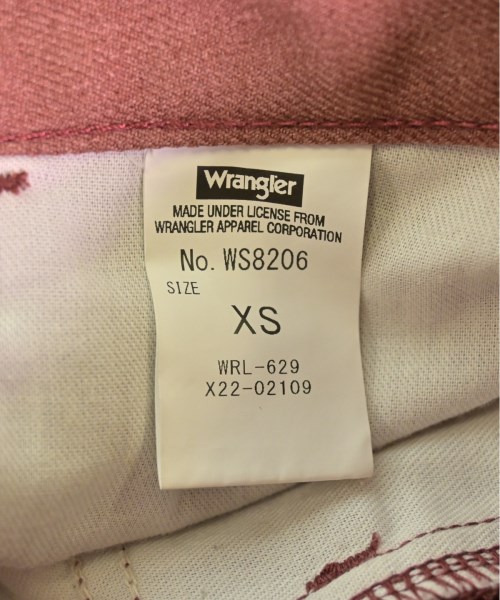 Wrangler
MADE UNDER LICENSE FROM
WRANGLER APPAREL CORPORATION
No. WS8206
SIZE
XS
WRL-629
X22-02109